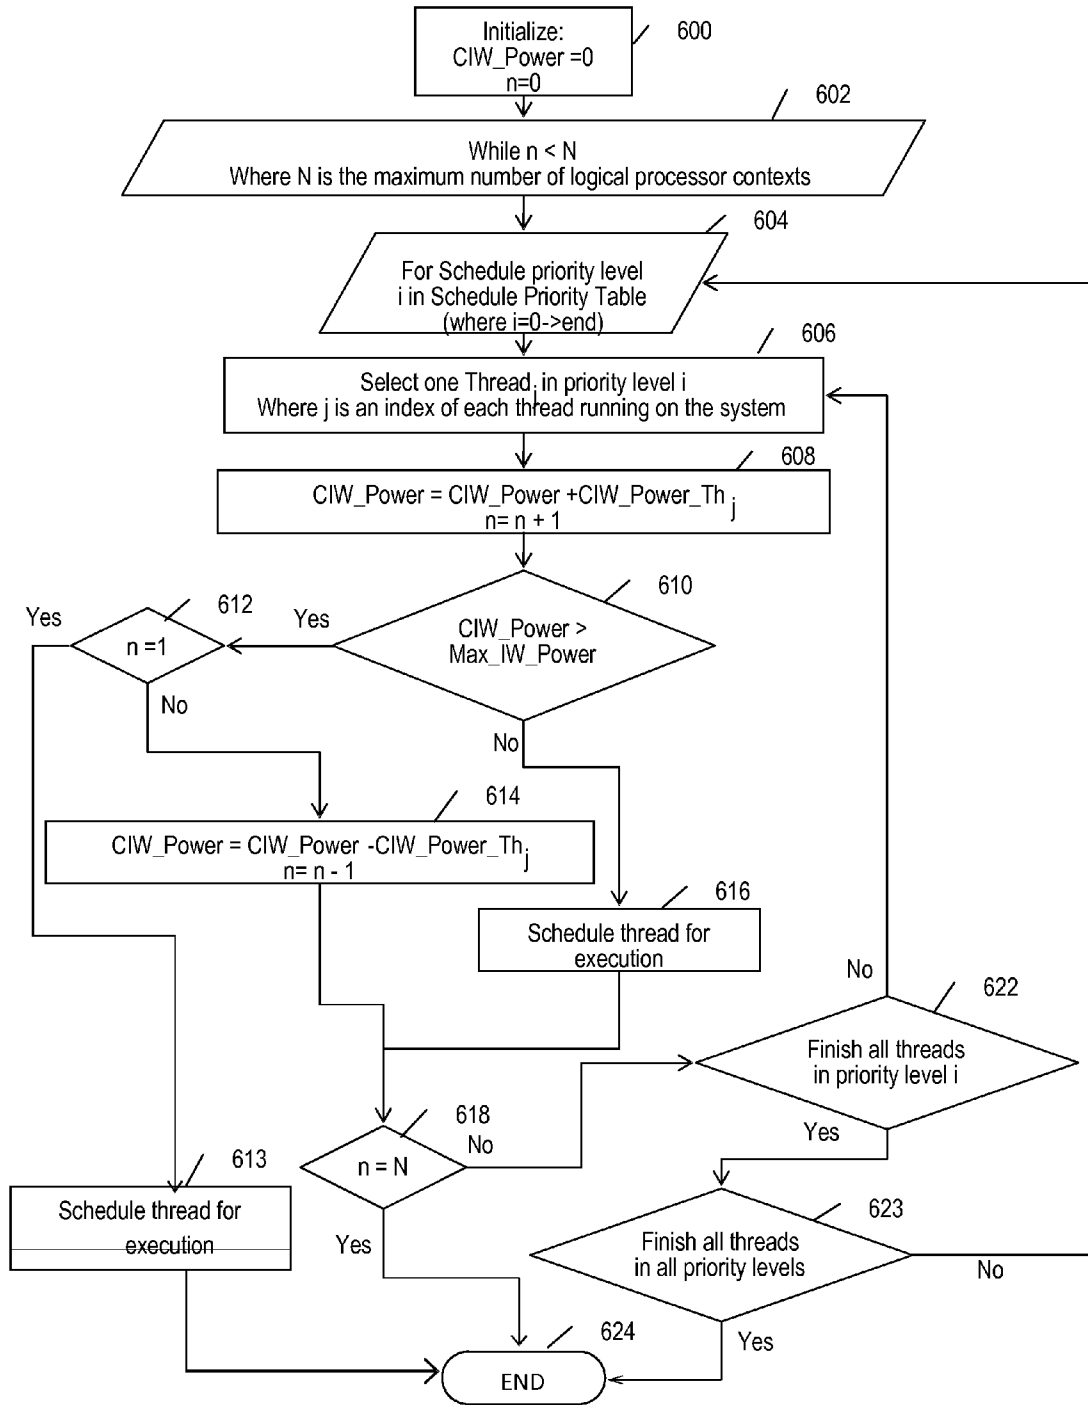 Initialize:
CIW_Power =0
n=0
600
602
While n < N
Where N is the maximum number of logical processor contexts
604
For Schedule priority level
i in Schedule Priority Table
(where i=0->end)
606
Select one Thread j in priority level i
Where j is an index of each thread running on the system
608
CIW_Power = CIW_Power +CIW_Power_Th j
n= n + 1
610
CIW_Power >
Max_IW_Power
Yes
612
n =1
Yes
No
No
614
CIW_Power = CIW_Power -CIW_Power_Th j
n= n - 1
616
Schedule thread for
execution
No
622
Finish all threads
in priority level i
Yes
618
n = N
No
Yes
613
Schedule thread for
execution
623
Finish all threads
in all priority levels
No
Yes
624
END